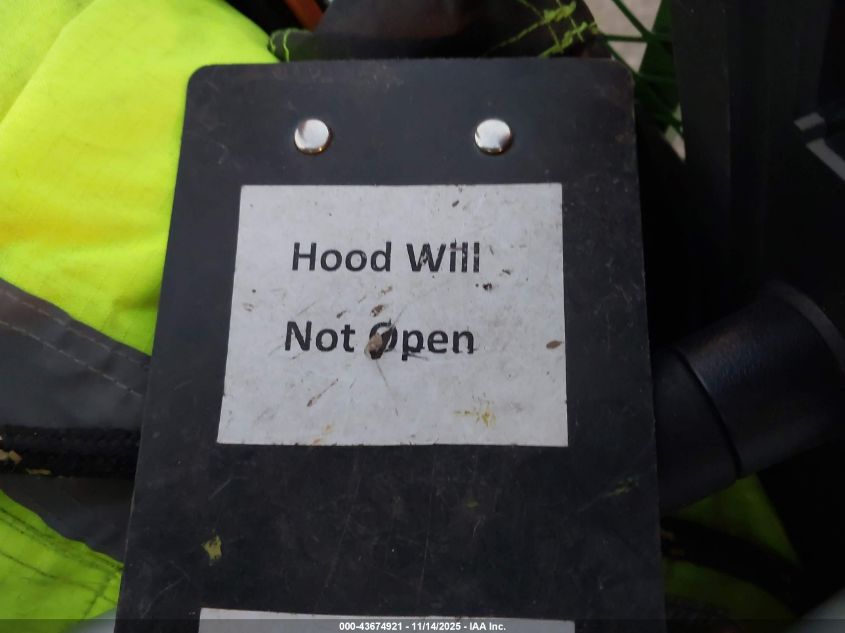 Hood Will
Not Open
000-43674921 - 11/14/2025 - IAA Inc.